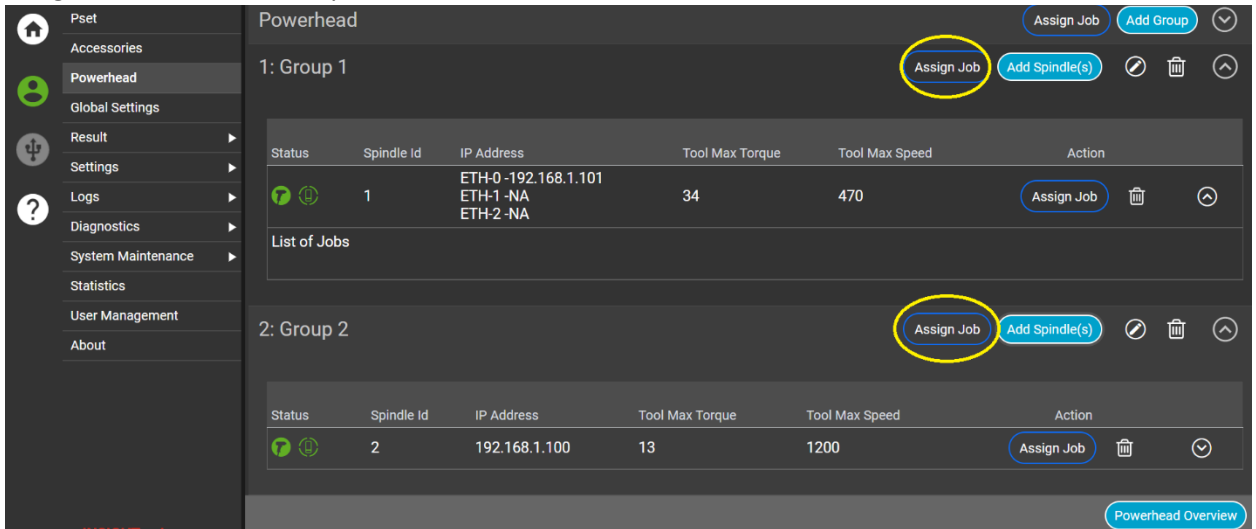 Pset
Accessories
Powerhead
Global Settings
Result
Settings
Logs
Diagnostics
System Maintenance
Statistics
User Management
About
Powerhead
Assign Job
Add Group
1: Group 1
Assign Job
Add Spindle(s)
Status Spindle Id IP Address Tool Max Torque Tool Max Speed Action
ETH-0 -192.168.1.101
1 ETH-1 -NA 34 470 Assign Job
ETH-2 -NA
List of Jobs
2: Group 2
Assign Job
Add Spindle(s)
Status Spindle Id IP Address Tool Max Torque Tool Max Speed Action
2 192.168.1.100 13 1200 Assign Job
Powerhead Overview